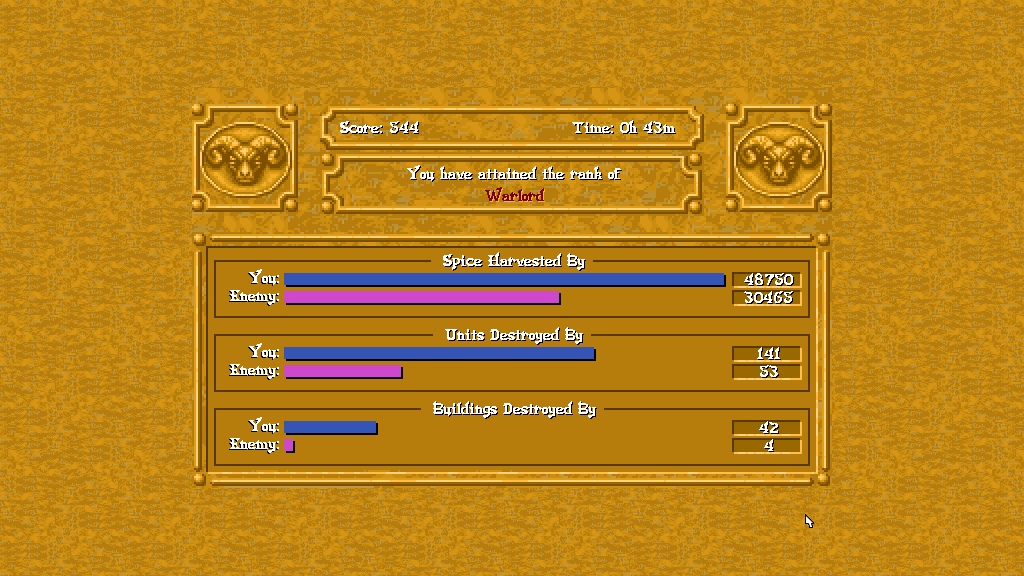 Score: 544 Time: 0h 43m
You have attained the rank of
Warlord
Spice Harvested By
You: 48750
Enemy: 30465
Units Destroyed By
You: 141
Enemy: 53
Buildings Destroyed By
You: 42
Enemy: 4